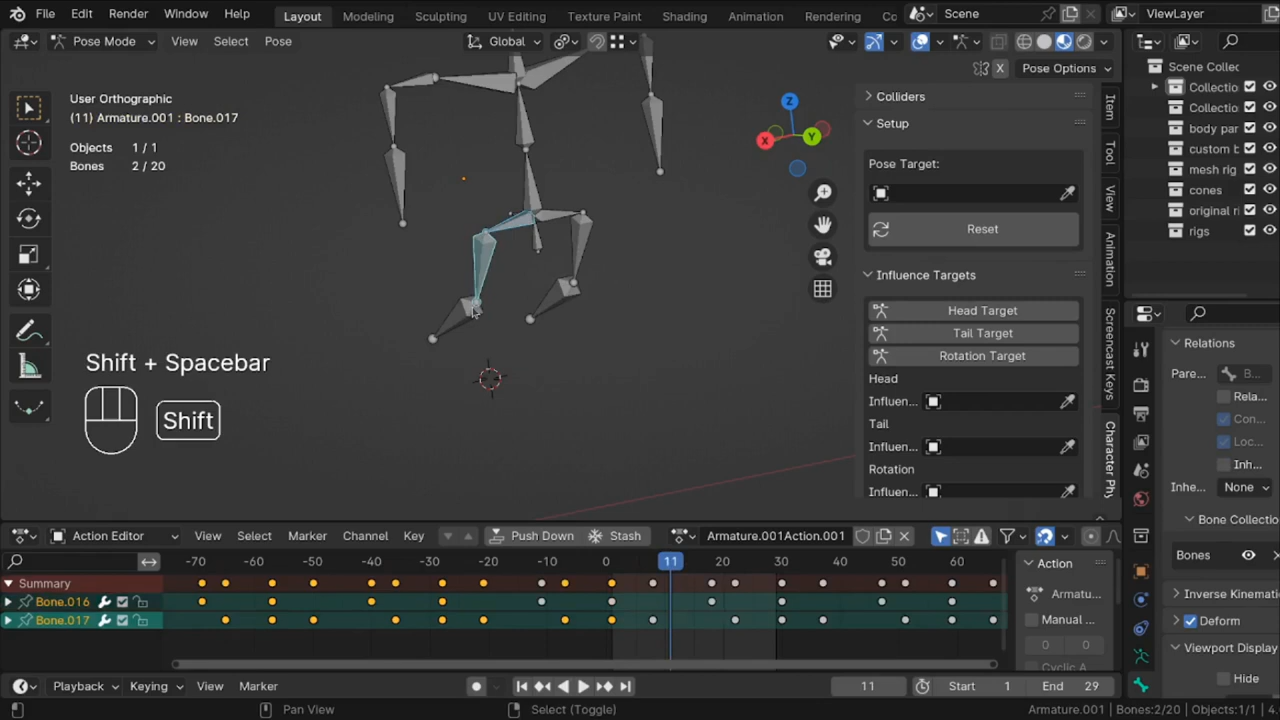 File Edit Render Window Help Layout Modeling Sculpting UV Editing Texture Paint Shading Animation Rendering Co Scene ViewLayer
Pose Mode View Select Pose Global
X Pose Options
User Orthographic
(11) Armature.001 : Bone.017
Objects 1 / 1
Bones 2 / 20
Z
X
Y
Shift + Spacebar
Shift
Colliders
Setup
Pose Target:
Reset
Influence Targets
Head Target
Tail Target
Rotation Target
Head
Influen...
Tail
Influen...
Rotation
Influen...
Item
Tool
View
Animation
Screencast Keys
Character Phy
Scene Collec
Collectio
Collectio
body par
custom b
mesh rig
cones
original ri
rigs
Relations
Pare... B...
Rela...
Con...
Loc...
Inh...
Inhe... None
Bone Collectio
Bones
Inverse Kinemati
Deform
Viewport Display
Hide
Action Editor View Select Marker Channel Key Push Down Stash Armature.001Action.001
-70 -60 -50 -40 -30 -20 -10 0 11 20 30 40 50 60
Summary
Bone.016
Bone.017
Action
Armatu...
Manual ...
0 0
Cyclic A
Playback Keying View Marker 11 Start 1 End 29
Pan View Select (Toggle) Armature.001 | Bones:2/20 | Objects:1/1 | 4.